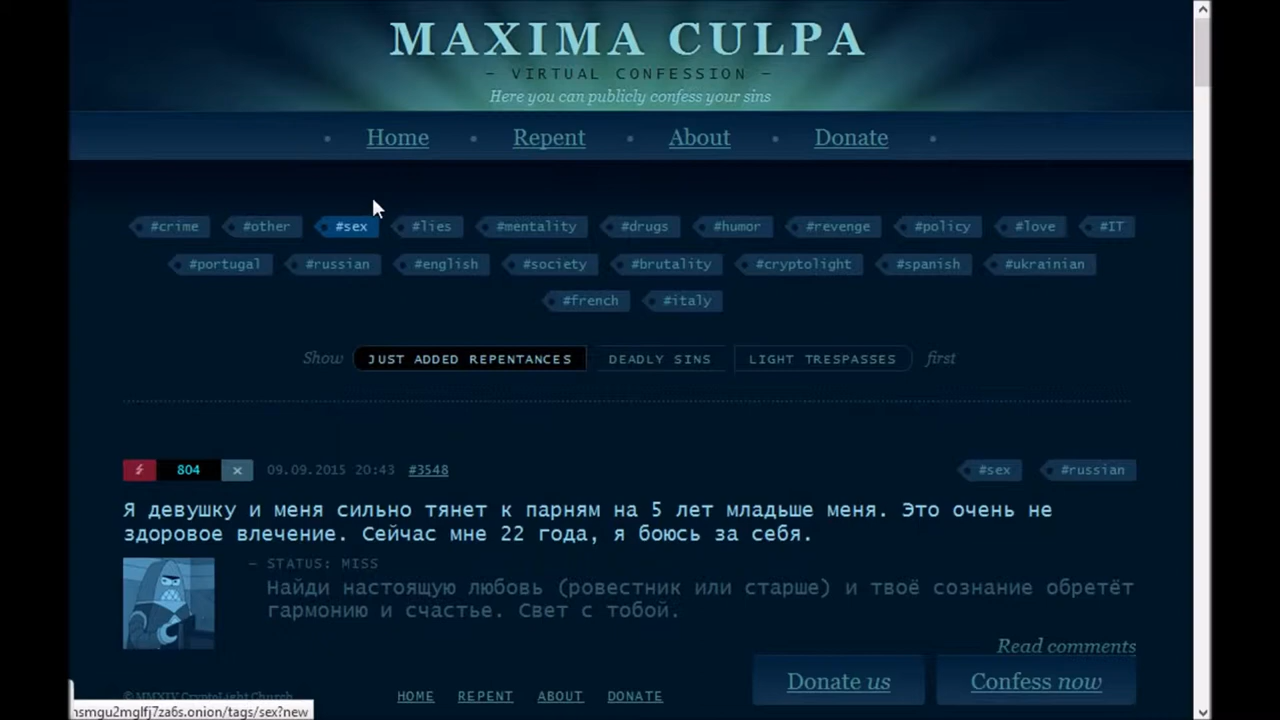 MAXIMA CULPA
- VIRTUAL CONFESSION -
Here you can publicly confess your sins
• Home • Repent • About • Donate •
#crime #other #sex #lies #mentality #drugs #humor #revenge #policy #love #IT
#portugal #russian #english #society #brutality #cryptolight #spanish #ukrainian
#french #italy
Show JUST ADDED REPENTANCES DEADLY SINS LIGHT TRESPASSES first
804 × 09.09.2015 20:43 #3548 #sex #russian
Я девушку и меня сильно тянет к парням на 5 лет младьше меня. Это очень не
здоровое влечение. Сейчас мне 22 года, я боюсь за себя.
– STATUS: MISS
Найди настоящую любовь (ровестник или старше) и твоё сознание обретёт
гармонию и счастье. Свет с тобой.
Read comments
Donate us Confess now
© MMXIV CryptoLight Church HOME REPENT ABOUT DONATE
nsmgu2mglfj7za6s.onion/tags/sex?new